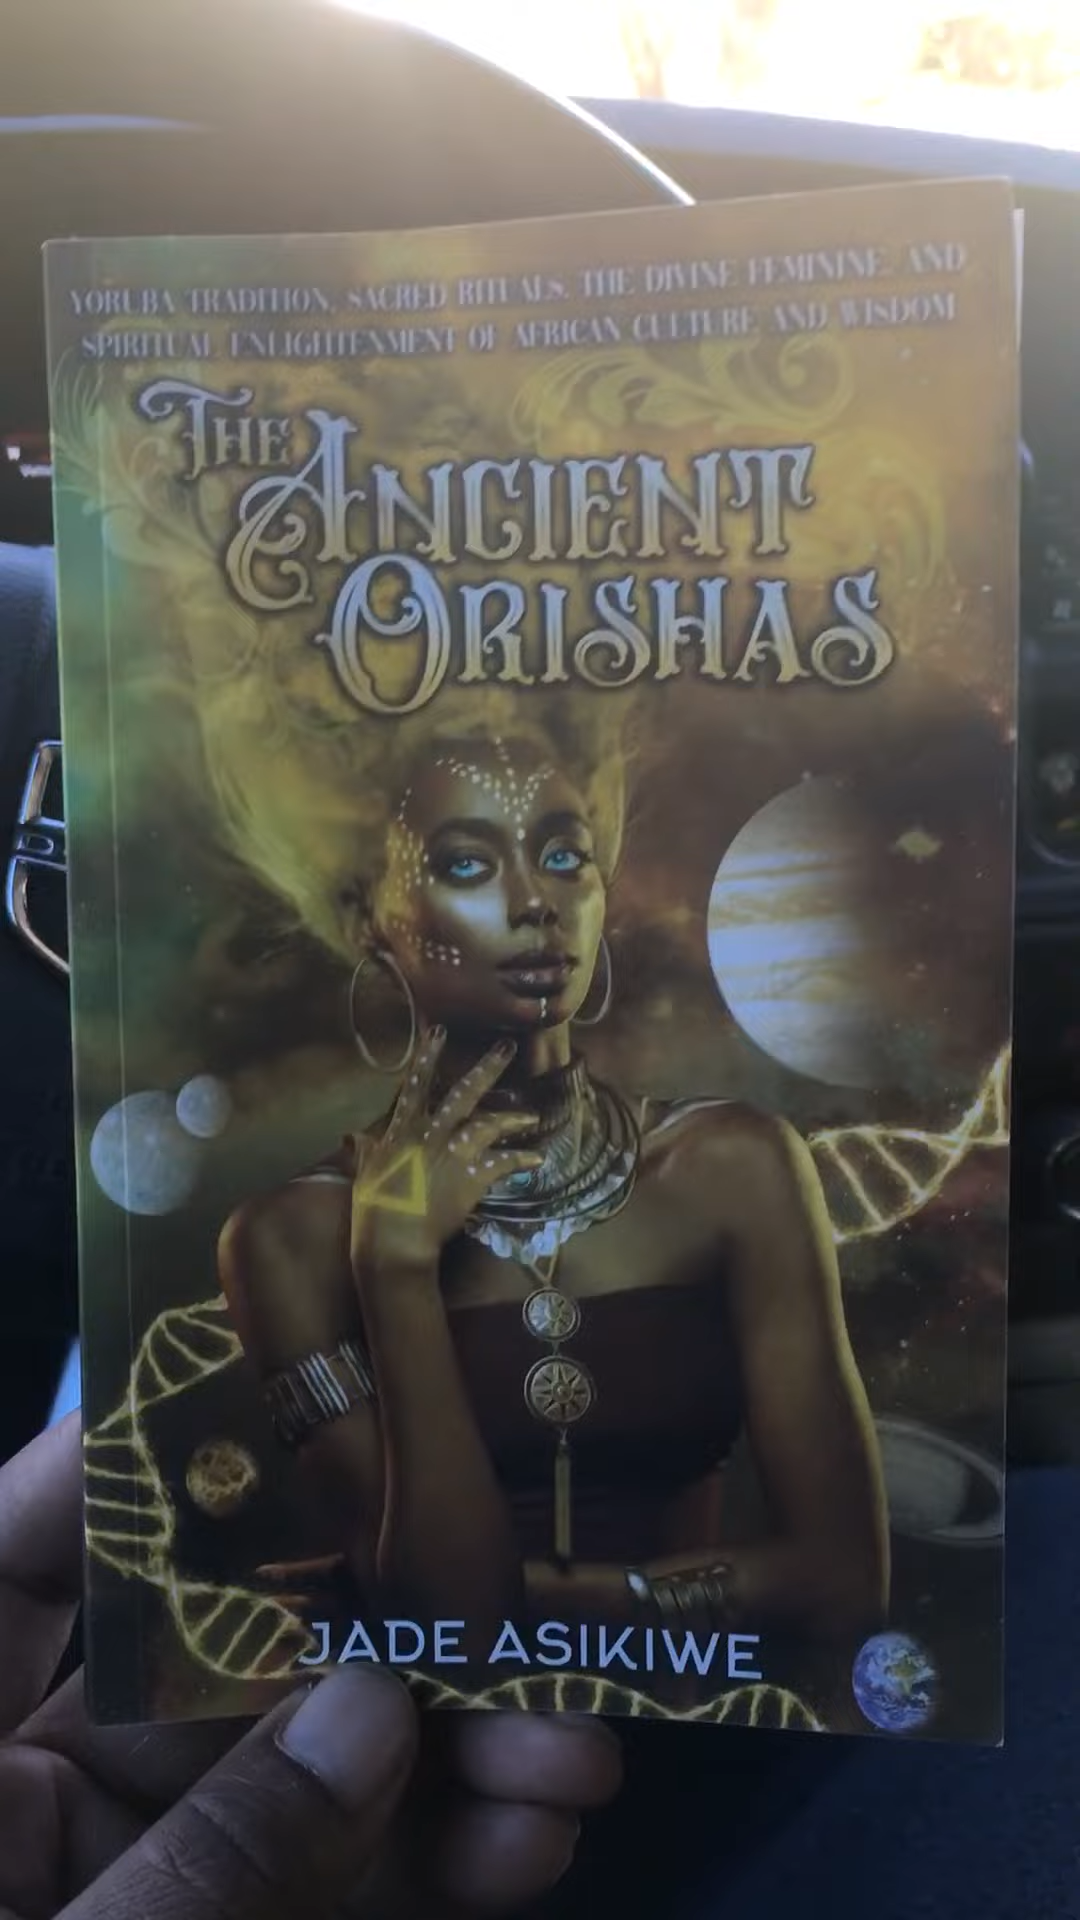 YORUBA TRADITION, SACRED RITUALS, THE DIVINE FEMININE, AND
SPIRITUAL ENLIGHTENMENT OF AFRICAN CULTURE AND WISDOM
THE ANCIENT
ORISHAS
JADE ASIKIWE